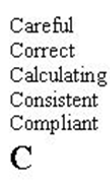 Careful
Correct
Calculating
Consistent
Compliant
C